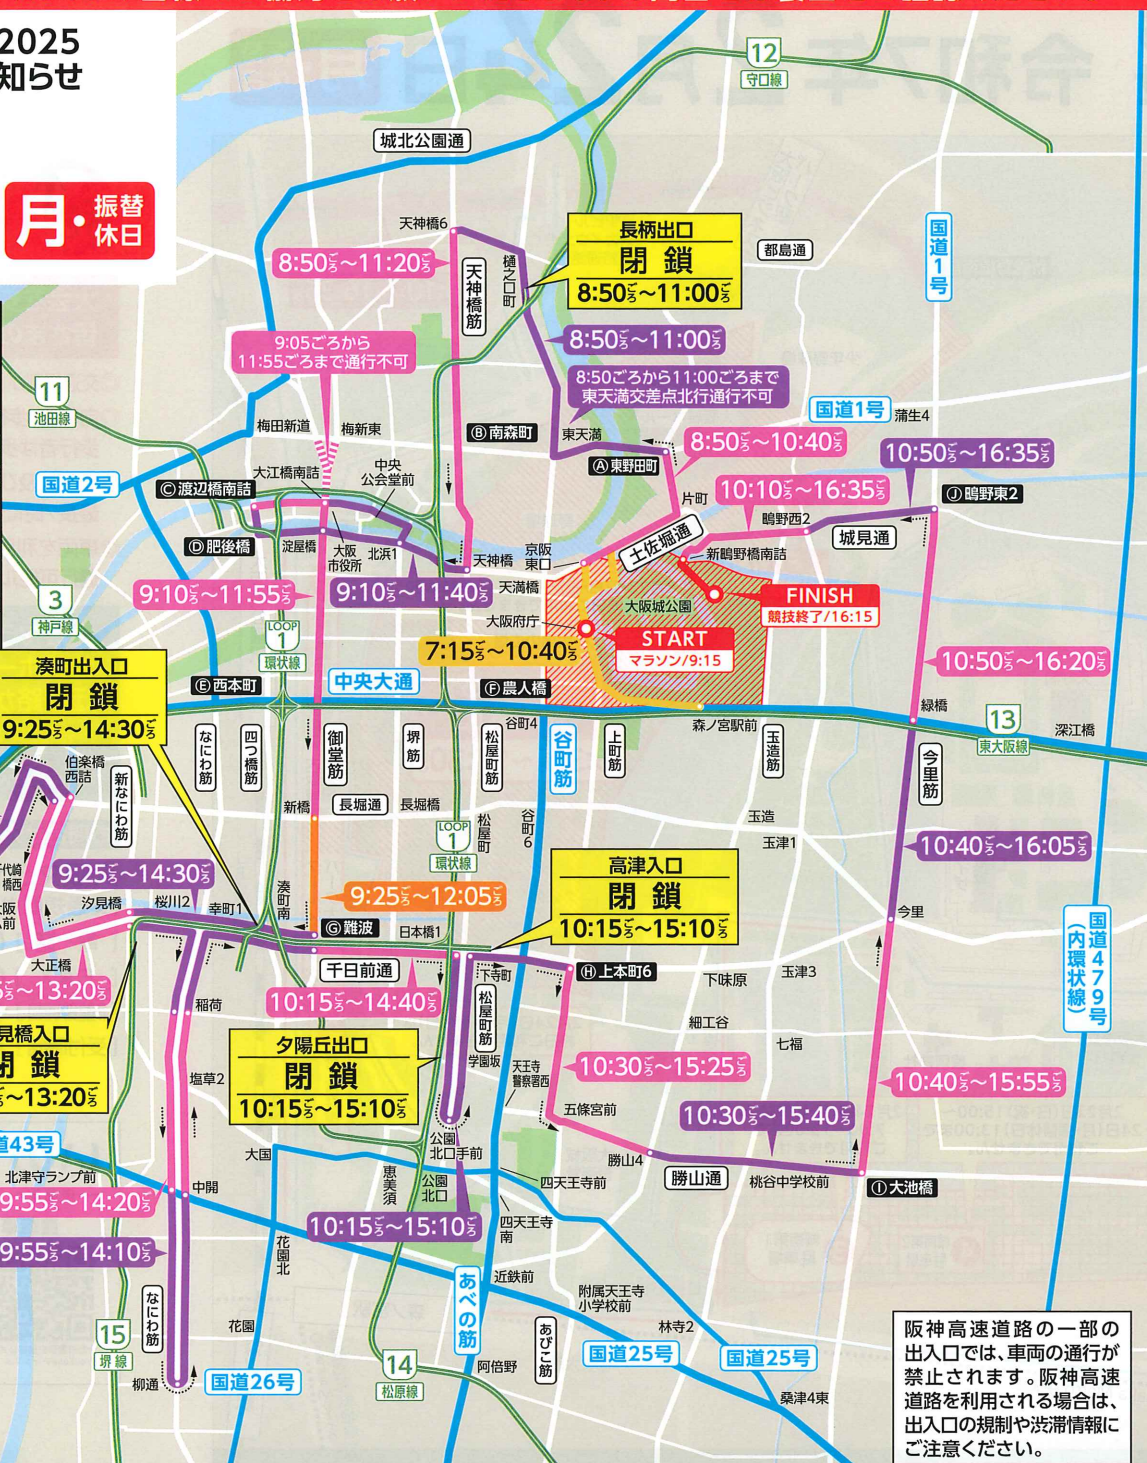 2025
知らせ
月・振替
休日
12
守口線
城北公園通
天神橋6
長柄出口
閉鎖
8:50ごろ～11:00ごろ
都島通
国道1号
8:50ごろ～11:20ごろ
天神橋筋
樋之口町
8:50ごろ～11:00ごろ
9:05ごろから
11:55ごろまで通行不可
8:50ごろから11:00ごろまで
東天満交差点北行通行不可
11
池田線
国道1号
蒲生4
梅田新道
梅新東
Ⓑ南森町
東天満
8:50ごろ～10:40ごろ
10:50ごろ～16:35ごろ
Ⓐ東野田町
大江橋南詰
中央
公会堂前
国道2号
Ⓒ渡辺橋南詰
片町
10:10ごろ～16:35ごろ
Ⓙ鴫野東2
鴫野西2
城見通
Ⓓ肥後橋
淀屋橋
大阪
市役所
北浜1
天神橋
京阪
東口
土佐堀通
新鴫野橋南詰
3
神戸線
9:10ごろ～11:55ごろ
9:10ごろ～11:40ごろ
天満橋
大阪城公園
FINISH
競技終了/16:15
大阪府庁
START
マラソン/9:15
LOOP
1
環状線
7:15ごろ～10:40ごろ
10:50ごろ～16:20ごろ
湊町出入口
閉鎖
9:25ごろ～14:30ごろ
Ⓔ西本町
中央大通
Ⓕ農人橋
谷町4
森ノ宮駅前
緑橋
13
東大阪線
深江橋
なにわ筋
四つ橋筋
御堂筋
堺筋
松屋町筋
谷町筋
上町筋
玉造筋
今里筋
伯楽橋
西詰
新なにわ筋
新橋
長堀通
長堀橋
松屋町
谷町6
玉造
玉津1
LOOP
1
環状線
10:40ごろ～16:05ごろ
9:25ごろ～14:30ごろ
代崎
橋西
阪
前
汐見橋
桜川2
幸町1
湊町南
9:25ごろ～12:05ごろ
高津入口
閉鎖
10:15ごろ～15:10ごろ
今里
国道479号
(内環状線)
Ⓖ難波
日本橋1
大正橋
千日前通
下寺町
Ⓗ上本町6
下味原
玉津3
ごろ～13:20ごろ
10:15ごろ～14:40ごろ
稲荷
松屋町筋
細工谷
七福
見橋入口
鎖
～13:20ごろ
夕陽丘出口
閉鎖
10:15ごろ～15:10ごろ
学園坂
天王寺
警察署西
10:30ごろ～15:25ごろ
10:40ごろ～15:55ごろ
塩草2
五條宮前
10:30ごろ～15:40ごろ
道43号
大国
公園
北口手前
北津守ランプ前
恵美須
公園
北口
勝山4
勝山通
桃谷中学校前
Ⓘ大池橋
四天王寺前
9:55ごろ～14:20ごろ
中開
10:15ごろ～15:10ごろ
四天王寺
南
9:55ごろ～14:10ごろ
花園北
あべの筋
近鉄前
附属天王寺
小学校前
なにわ筋
15
堺線
花園
あびこ筋
林寺2
国道25号
国道25号
14
松原線
阿倍野
柳通
国道26号
桑津4東
阪神高速道路の一部の
出入口では、車両の通行が
禁止されます。阪神高速
道路を利用される場合は、
出入口の規制や渋滞情報に
ご注意ください。